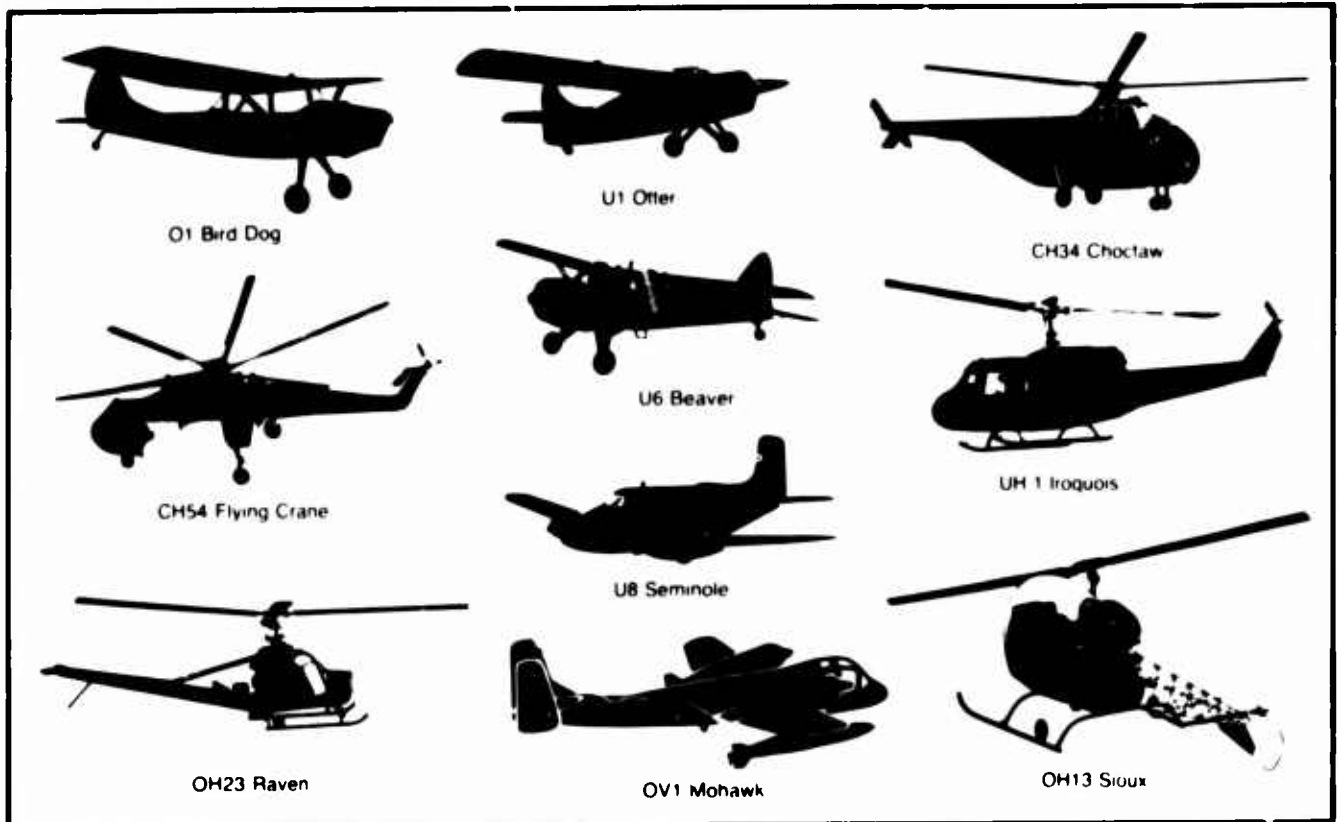 O1 Bird Dog
U1 Otter
CH34 Choctaw
CH54 Flying Crane
U6 Beaver
UH 1 Iroquois
U8 Seminole
OH23 Raven
OV1 Mohawk
OH13 Sioux